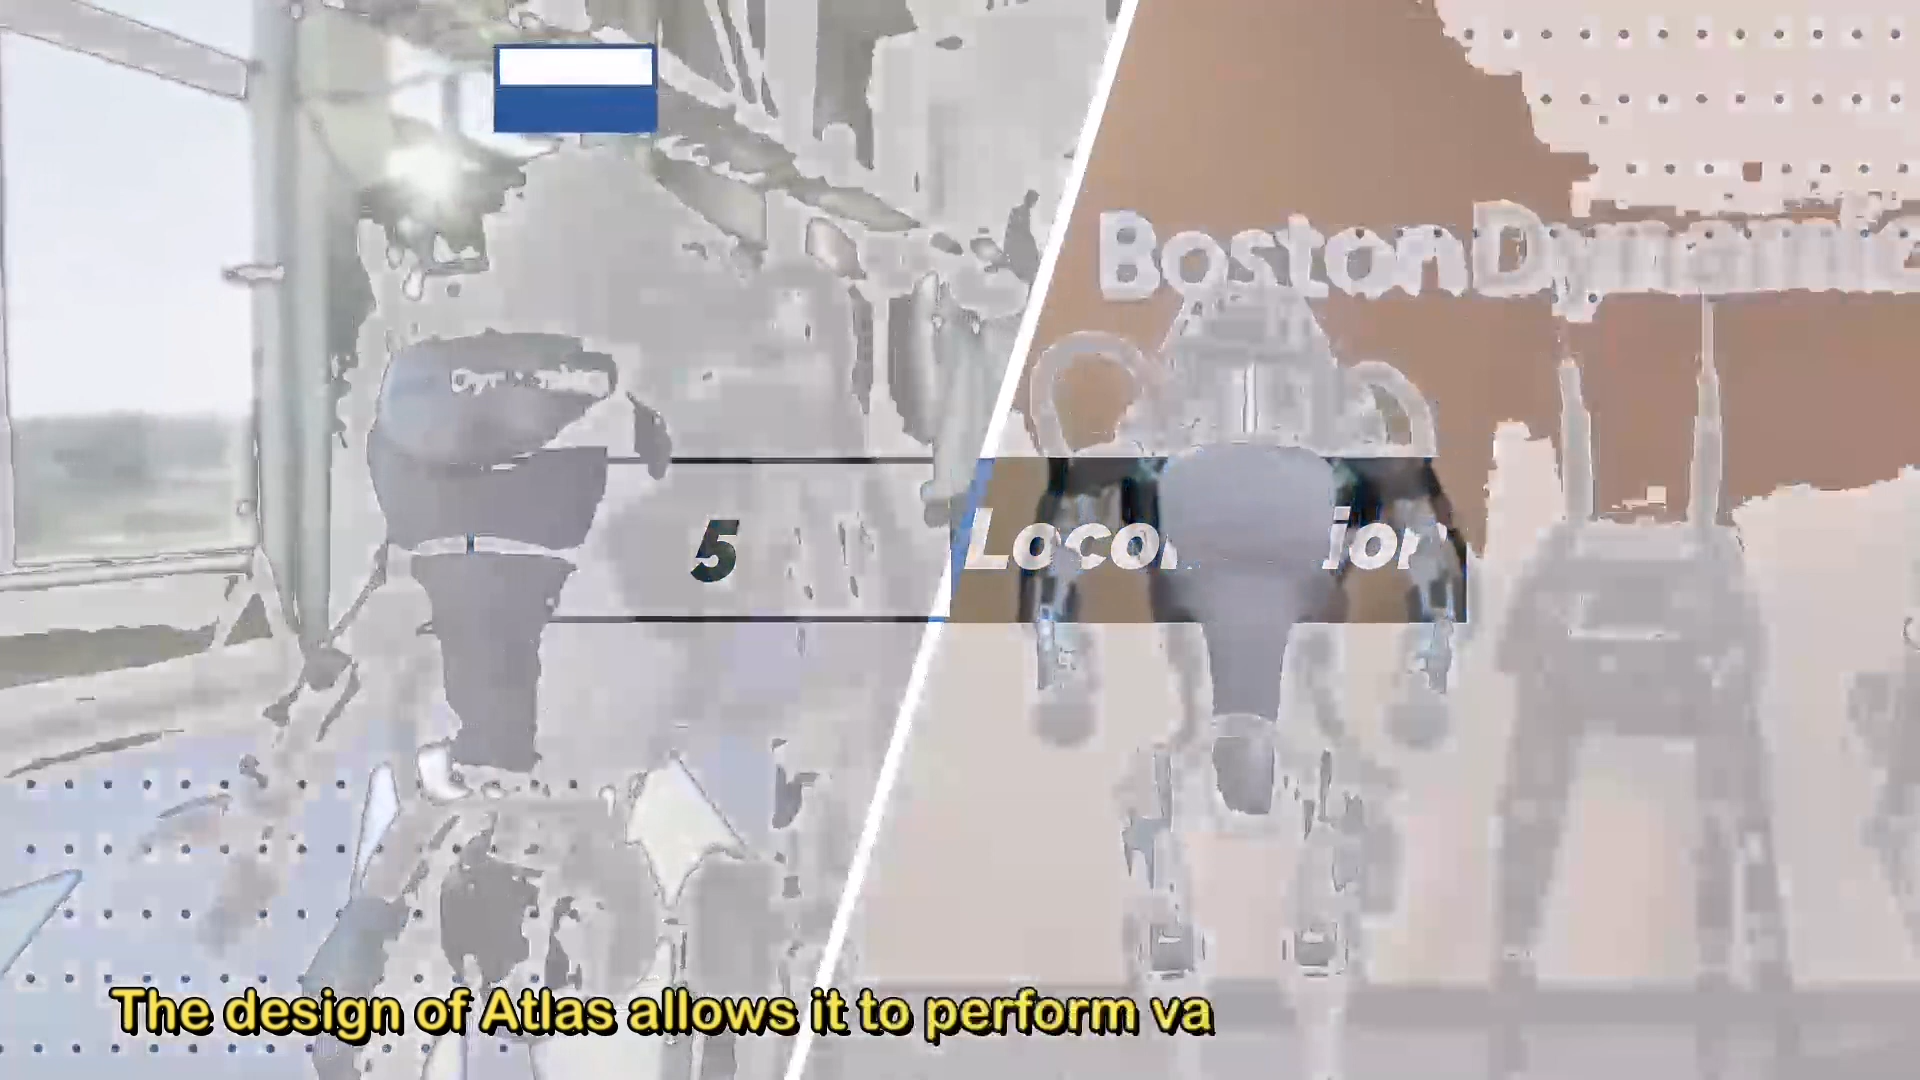 BostonDynamic
5
The design of Atlas allows it to perform va